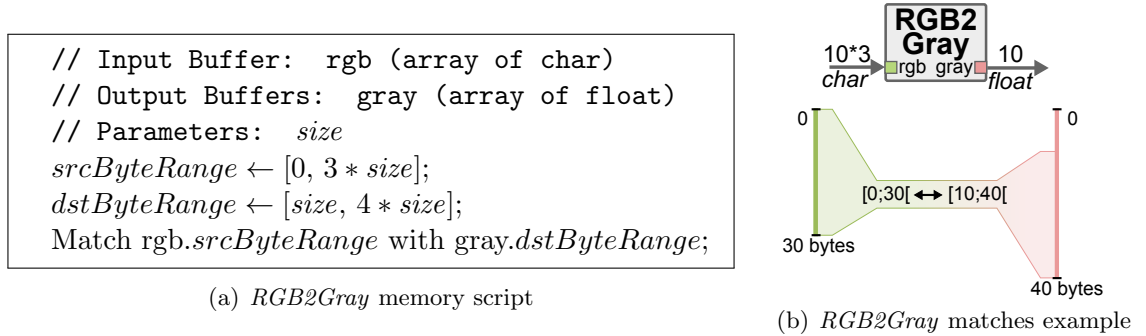 // Input Buffer: rgb (array of char)
// Output Buffers: gray (array of float)
// Parameters: size
srcByteRange ← [0, 3 * size];
dstByteRange ← [size, 4 * size];
Match rgb.srcByteRange with gray.dstByteRange;
(a) RGB2Gray memory script
RGB2
Gray
10*3
char
rgb gray
10
float
0
0
[0;30[ ↔ [10;40[
30 bytes
40 bytes
(b) RGB2Gray matches example